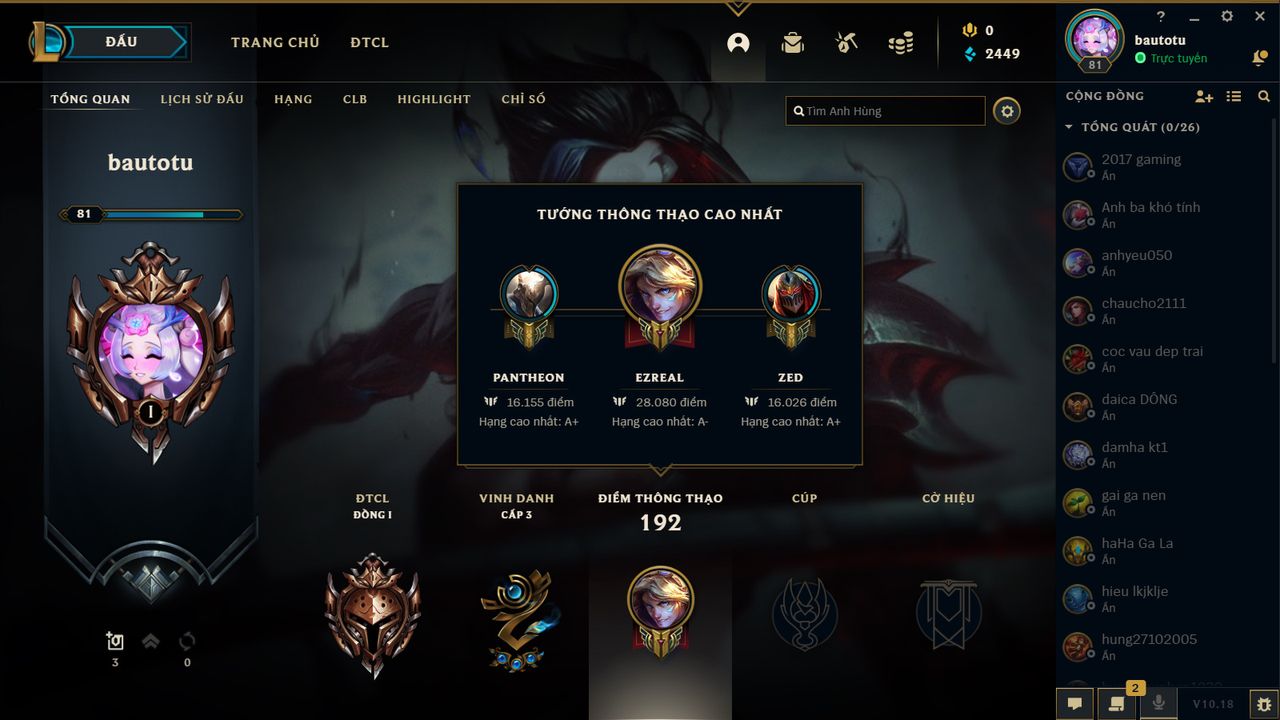 ĐẤU
TRANG CHỦ
ĐTCL
0
2449
?
bautotu
Trực tuyến
81
TỔNG QUAN
LỊCH SỬ ĐẤU
HẠNG
CLB
HIGHLIGHT
CHỈ SỐ
Tìm Anh Hùng
CỘNG ĐỒNG
TỔNG QUÁT (0/26)
bautotu
81
I
3
0
TƯỚNG THÔNG THẠO CAO NHẤT
PANTHEON
16.155 điểm
Hạng cao nhất: A+
EZREAL
28.080 điểm
Hạng cao nhất: A-
ZED
16.026 điểm
Hạng cao nhất: A+
ĐTCL
ĐỒNG I
VINH DANH
CẤP 3
ĐIỂM THÔNG THẠO
192
CÚP
CỜ HIỆU
2017 gaming
Ẩn
Anh ba khó tính
Ẩn
anhyeu050
Ẩn
chaucho2111
Ẩn
coc vau dep trai
Ẩn
daica DÔNG
Ẩn
damha kt1
Ẩn
gai ga nen
Ẩn
haHa Ga La
Ẩn
hieu lkjklje
Ẩn
hung27102005
Ẩn
2
V10.18